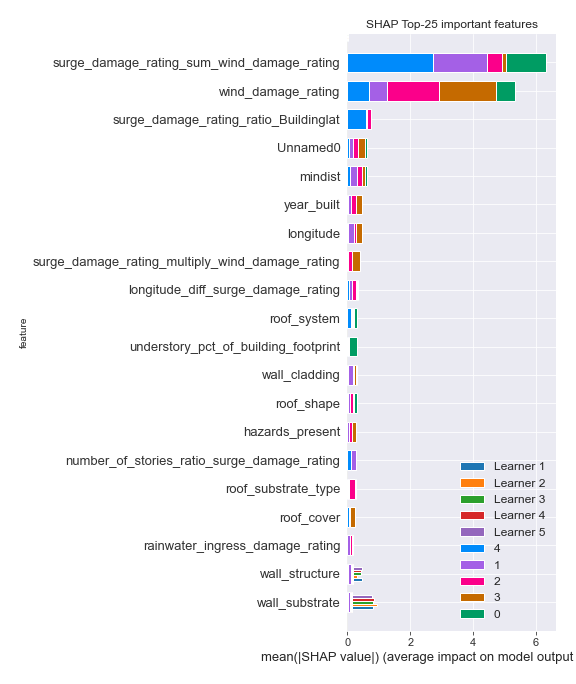 SHAP Top-25 important features
surge_damage_rating_sum_wind_damage_rating
wind_damage_rating
surge_damage_rating_ratio_Buildinglat
Unnamed0
mindist
year_built
longitude
surge_damage_rating_multiply_wind_damage_rating
longitude_diff_surge_damage_rating
roof_system
understory_pct_of_building_footprint
wall_cladding
roof_shape
hazards_present
number_of_stories_ratio_surge_damage_rating
roof_substrate_type
roof_cover
rainwater_ingress_damage_rating
wall_structure
wall_substrate
feature
Learner 1
Learner 2
Learner 3
Learner 4
Learner 5
4
1
2
3
0
0 2 4 6
mean(|SHAP value|) (average impact on model output